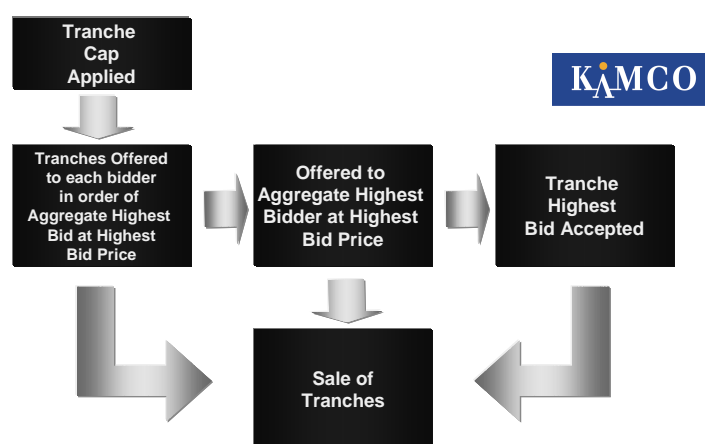 Tranche
Cap
Applied
KAMCO
Tranches Offered
to each bidder
in order of
Aggregate Highest
Bid at Highest
Bid Price
Offered to
Aggregate Highest
Bidder at Highest
Bid Price
Tranche
Highest
Bid Accepted
Sale of
Tranches